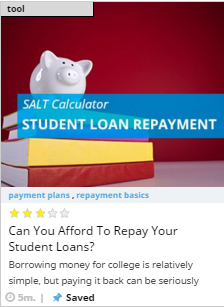 tool
SALT Calculator
STUDENT LOAN REPAYMENT
payment plans , repayment basics
Can You Afford To Repay Your
Student Loans?
Borrowing money for college is relatively
simple, but paying it back can be seriously
5m. | Saved